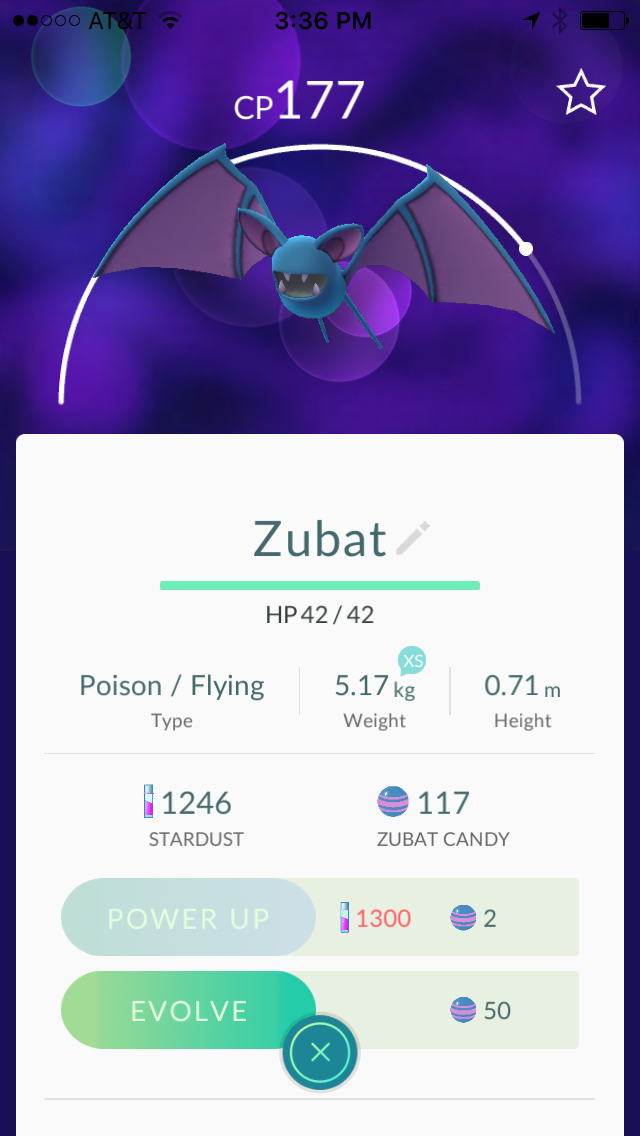 AT&T 3:36 PM
CP177
Zubat
HP 42 / 42
XS
Poison / Flying 5.17 kg 0.71 m
Type Weight Height
1246 117
STARDUST ZUBAT CANDY
POWER UP 1300 2
EVOLVE 50